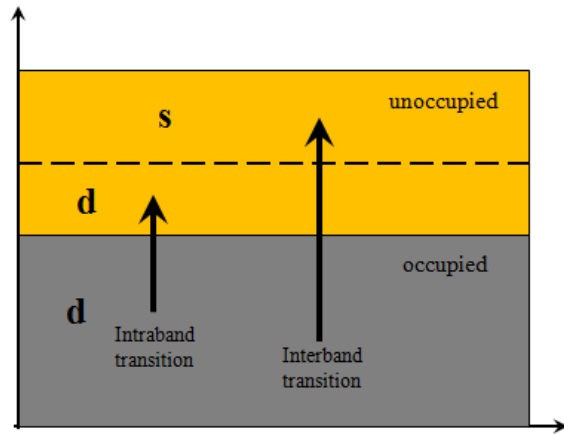 unoccupied
s
d
occupied
d
Intraband
transition
Interband
transition